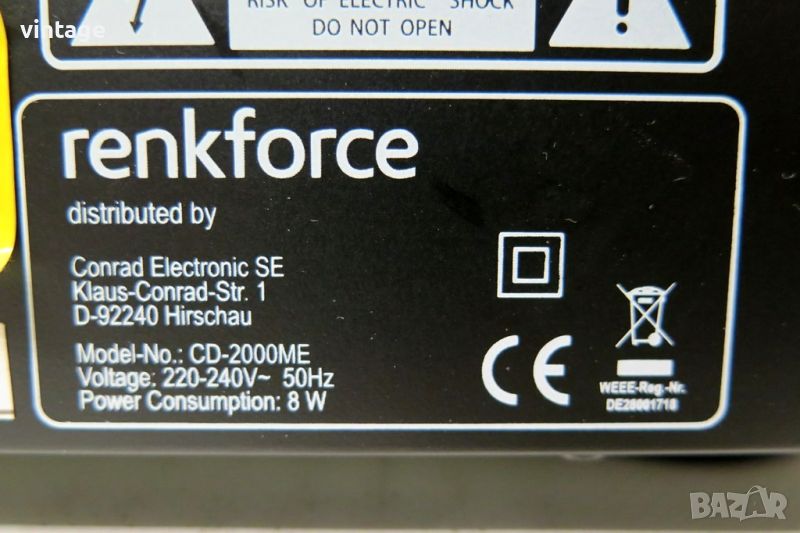 vintage
RISK OF ELECTRIC SHOCK
DO NOT OPEN
renkforce
distributed by
Conrad Electronic SE
Klaus-Conrad-Str. 1
D-92240 Hirschau
Model-No.: CD-2000ME
Voltage: 220-240V~ 50Hz
Power Consumption: 8 W
CE
WEEE-Reg.-Nr.
DE28001718
BAZAR